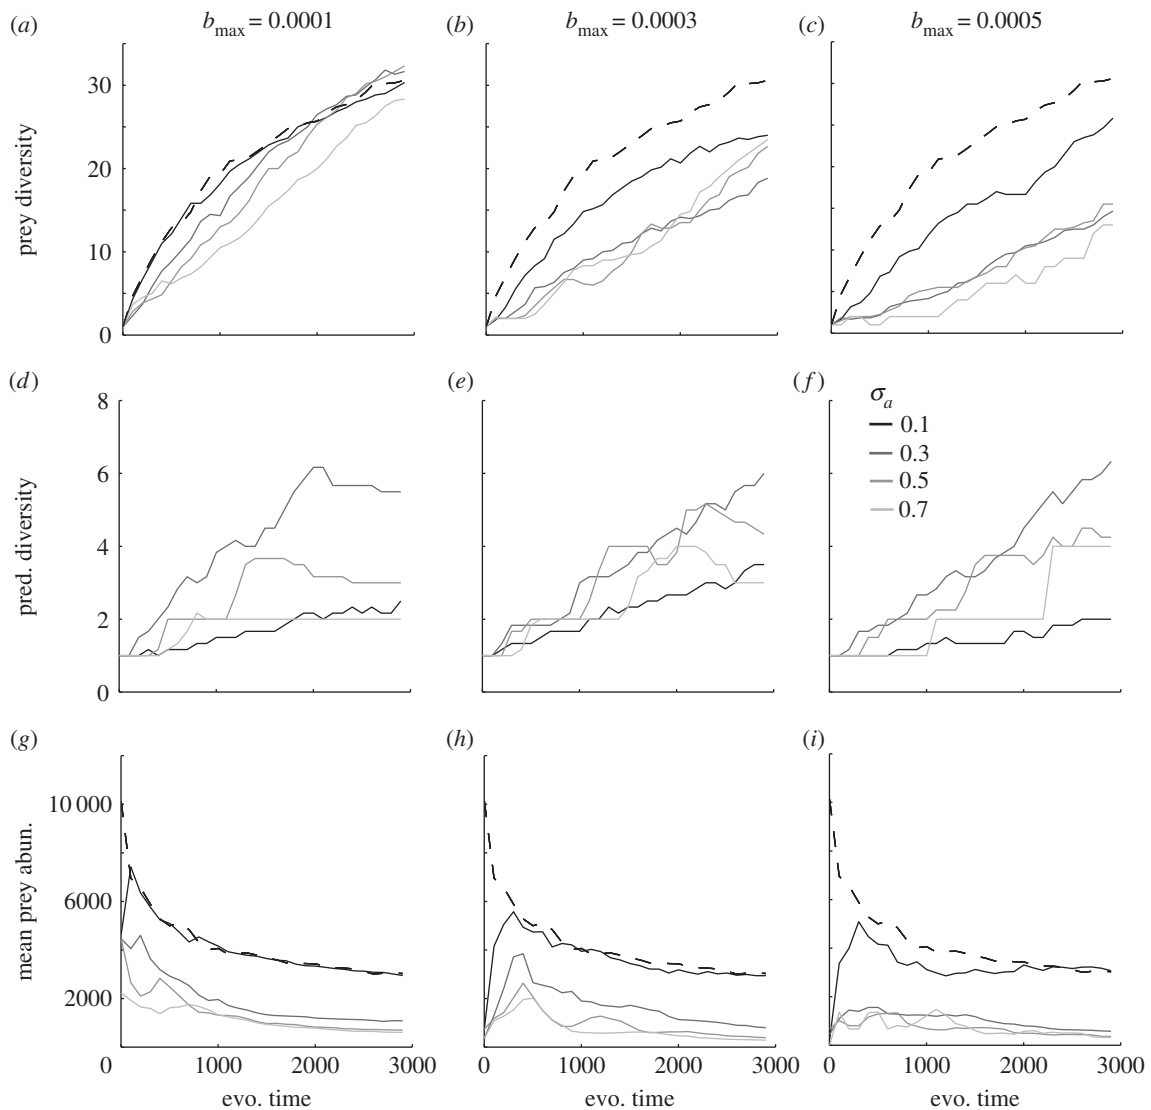 (a) b_max = 0.0001 (b) b_max = 0.0003 (c) b_max = 0.0005
30
20
10
0
prey diversity
(d) (e) (f)
8
6
4
2
0
pred. diversity
σ_a
0.1
0.3
0.5
0.7
(g) (h) (i)
10 000
6000
2000
mean prey abun.
0 1000 2000 3000 0 1000 2000 3000 0 1000 2000 3000
evo. time evo. time evo. time